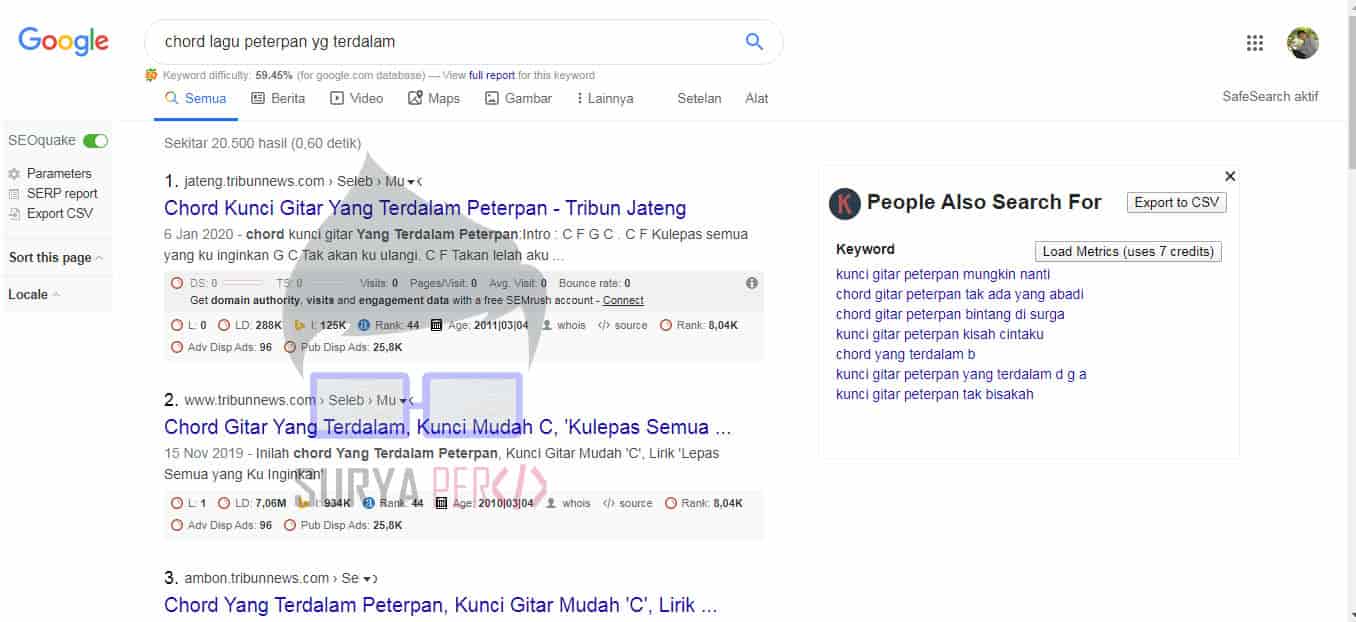 Google
chord lagu peterpan yg terdalam
Keyword difficulty: 59.45% (for google.com database) — View full report for this keyword
Semua Berita Video Maps Gambar Lainnya Setelan Alat
SafeSearch aktif
SEOquake
Parameters
SERP report
Export CSV
Sort this page
Locale
Sekitar 20.500 hasil (0,60 detik)
1. jateng.tribunnews.com › Seleb › Mu
Chord Kunci Gitar Yang Terdalam Peterpan - Tribun Jateng
6 Jan 2020 - chord kunci gitar Yang Terdalam Peterpan:Intro : C F G C . C F Kulepas semua
yang ku inginkan G C Tak akan ku ulangi. C F Takan lelah aku ...
DS: 0 TS: 0 Visits: 0 Pages/Visit: 0 Avg. Visit: 0 Bounce rate: 0
Get domain authority, visits and engagement data with a free SEMrush account - Connect
L: 0 LD: 288K I: 125K Rank: 44 Age: 2011|03|04 whois </> source Rank: 8,04K
Adv Disp Ads: 96 Pub Disp Ads: 25,8K
2. www.tribunnews.com › Seleb › Mu
Chord Gitar Yang Terdalam, Kunci Mudah C, 'Kulepas Semua ...
15 Nov 2019 - Inilah chord Yang Terdalam Peterpan, Kunci Gitar Mudah 'C', Lirik 'Lepas
Semua yang Ku Inginkan'
L: 1 LD: 7,06M I: 934K Rank: 44 Age: 2010|03|04 whois </> source Rank: 8,04K
Adv Disp Ads: 96 Pub Disp Ads: 25,8K
3. ambon.tribunnews.com › Se
Chord Yang Terdalam Peterpan, Kunci Gitar Mudah 'C', Lirik ...
K People Also Search For Export to CSV
Keyword Load Metrics (uses 7 credits)
kunci gitar peterpan mungkin nanti
chord gitar peterpan tak ada yang abadi
chord gitar peterpan bintang di surga
kunci gitar peterpan kisah cintaku
chord yang terdalam b
kunci gitar peterpan yang terdalam d g a
kunci gitar peterpan tak bisakah
SURYA PER</>